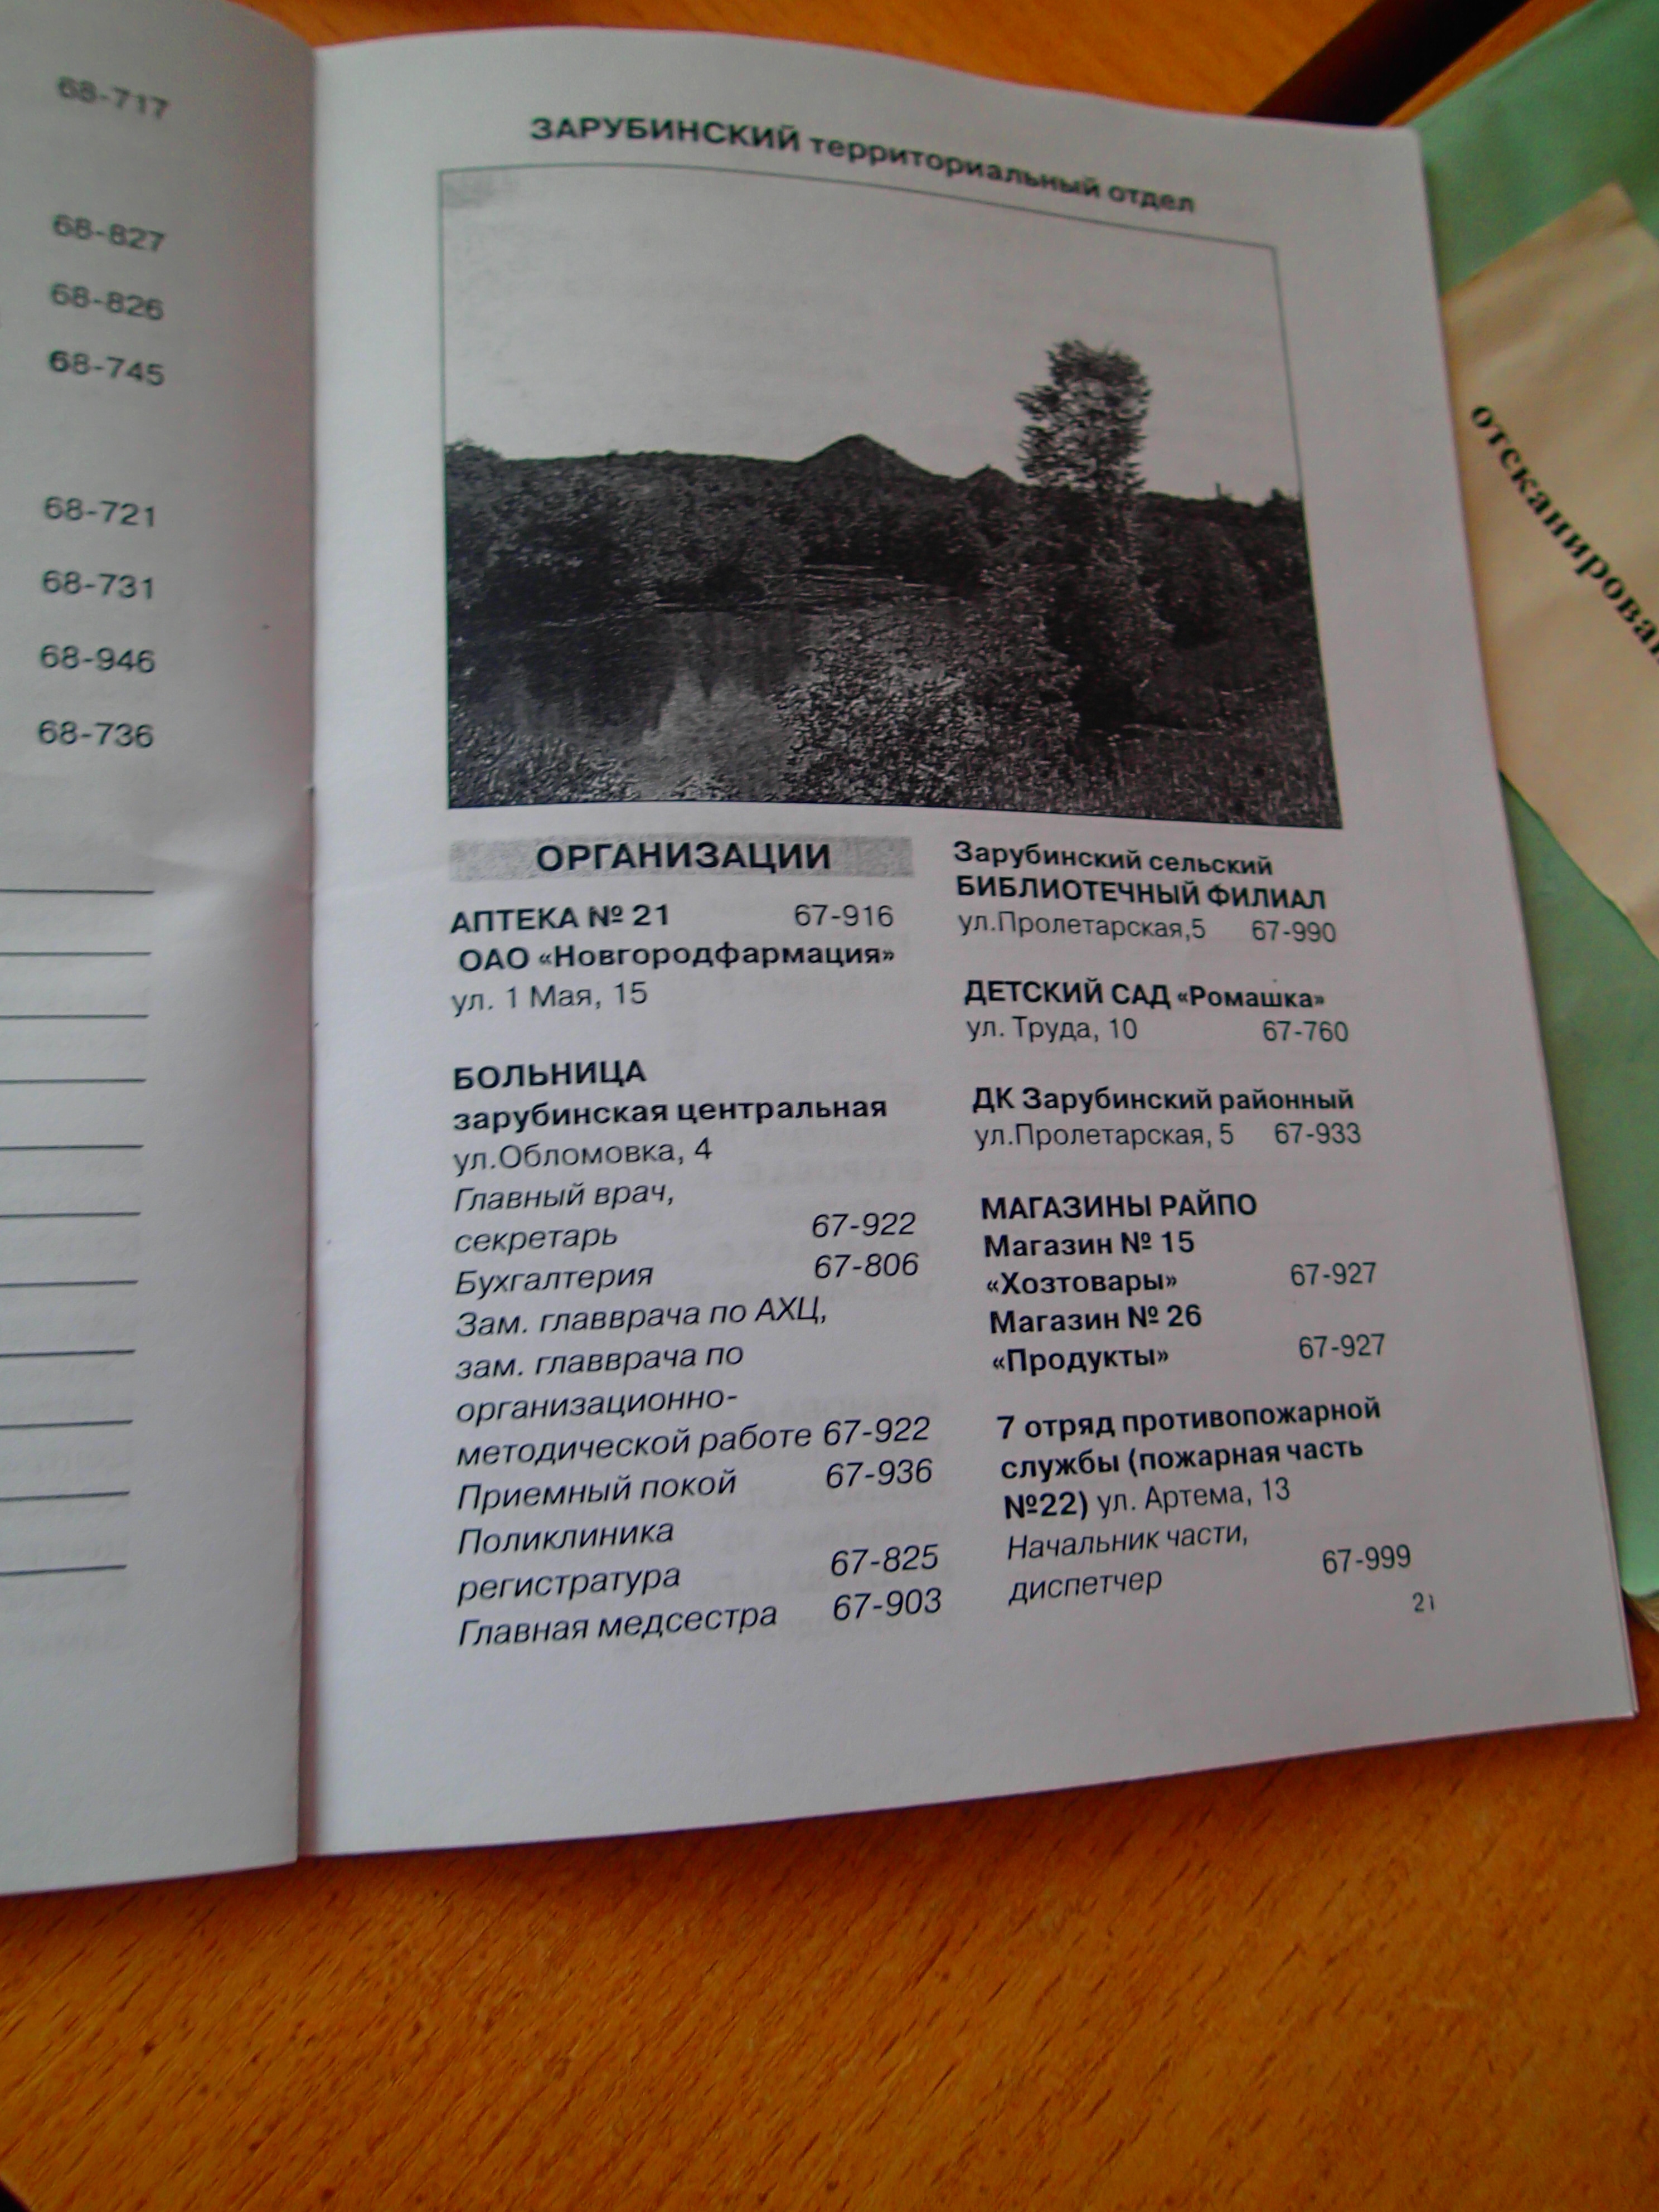 68-717
68-827
68-826
68-745
68-721
68-731
68-946
68-736
ЗАРУБИНСКИЙ территориальный отдел
ОРГАНИЗАЦИИ
АПТЕКА № 21 67-916
ОАО «Новгородфармация»
ул. 1 Мая, 15
БОЛЬНИЦА
зарубинская центральная
ул.Обломовка, 4
Главный врач,
секретарь 67-922
Бухгалтерия 67-806
Зам. главврача по АХЦ,
зам. главврача по
организационно-
методической работе 67-922
Приемный покой 67-936
Поликлиника
регистратура 67-825
Главная медсестра 67-903
Зарубинский сельский
БИБЛИОТЕЧНЫЙ ФИЛИАЛ
ул.Пролетарская,5 67-990
ДЕТСКИЙ САД «Ромашка»
ул. Труда, 10 67-760
ДК Зарубинский районный
ул.Пролетарская, 5 67-933
МАГАЗИНЫ РАЙПО
Магазин № 15
«Хозтовары» 67-927
Магазин № 26
«Продукты» 67-927
7 отряд противопожарной
службы (пожарная часть
№22) ул. Артема, 13
Начальник части,
диспетчер 67-999
21